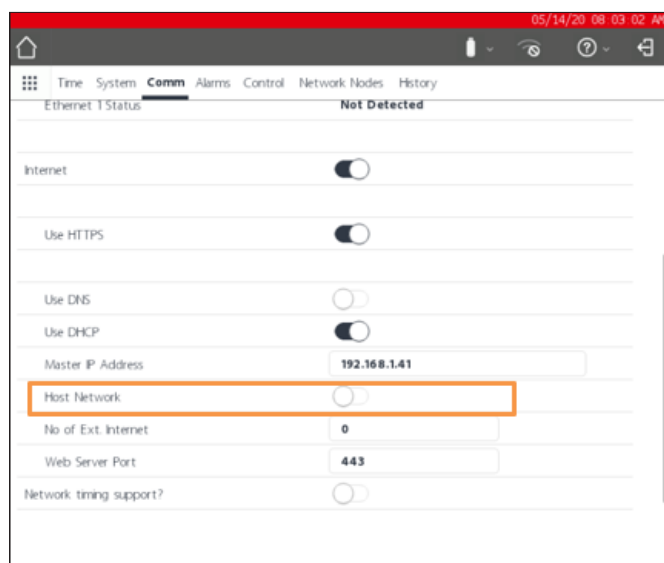 05/14/20 08 03 02 AM
Time System Comm Alarms Control Network Nodes History
Ethernet 1 Status Not Detected
Internet
Use HTTPS
Use DNS
Use DHCP
Master IP Address 192.168.1.41
Host Network
No of Ext. Internet 0
Web Server Port 443
Network timing support?